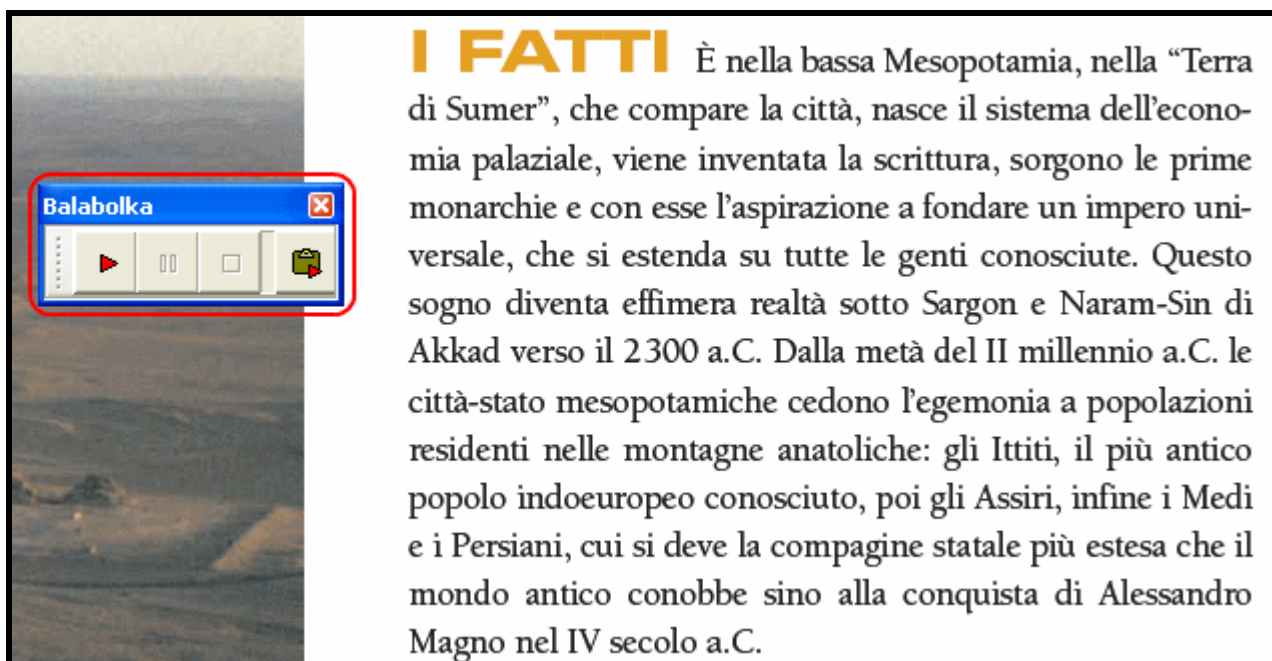 Balabolka
I FATTI È nella bassa Mesopotamia, nella “Terra
di Sumer”, che compare la città, nasce il sistema dell’econo-
mia palaziale, viene inventata la scrittura, sorgono le prime
monarchie e con esse l’aspirazione a fondare un impero uni-
versale, che si estenda su tutte le genti conosciute. Questo
sogno diventa effimera realtà sotto Sargon e Naram-Sin di
Akkad verso il 2300 a.C. Dalla metà del II millennio a.C. le
città-stato mesopotamiche cedono l’egemonia a popolazioni
residenti nelle montagne anatoliche: gli Ittiti, il più antico
popolo indoeuropeo conosciuto, poi gli Assiri, infine i Medi
e i Persiani, cui si deve la compagine statale più estesa che il
mondo antico conobbe sino alla conquista di Alessandro
Magno nel IV secolo a.C.